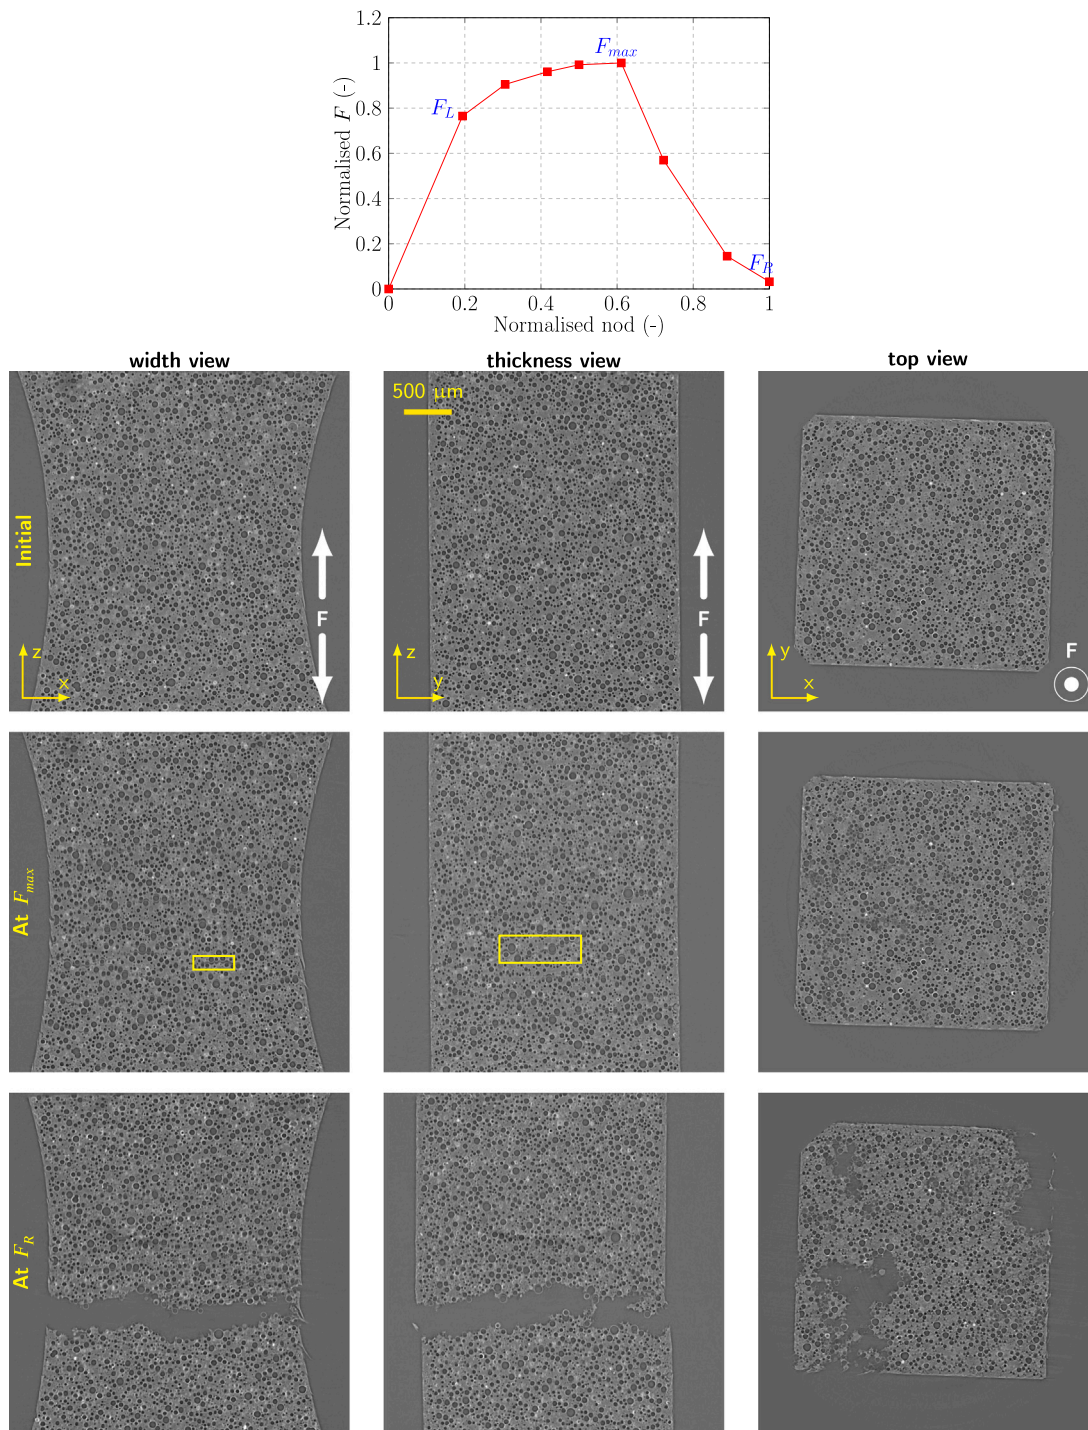 1.2
1
0.8
0.6
0.4
0.2
0
Normalised F (-)
F_L
F_max
F_R
0 0.2 0.4 0.6 0.8 1
Normalised nod (-)
width view thickness view top view
500 µm
Initial
F
F
F
z
x
z
y
y
x
At F_max
At F_R